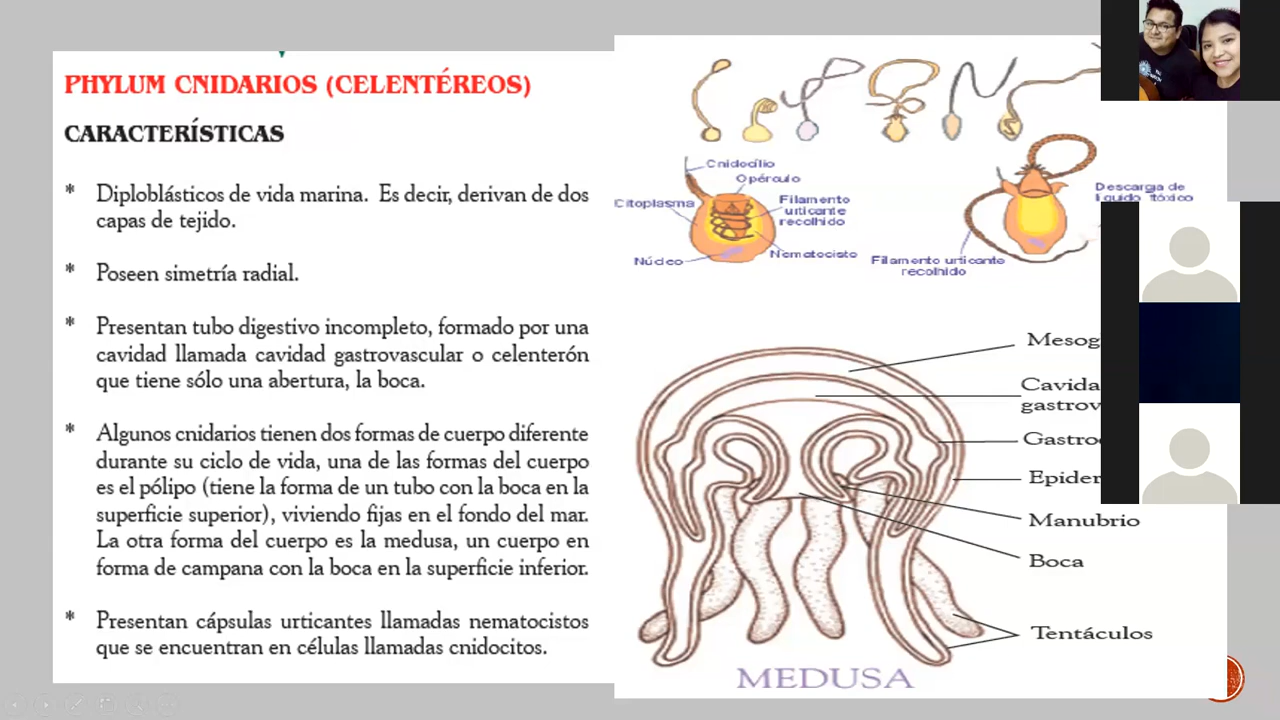 PHYLUM CNIDARIOS (CELENTÉREOS)
CARACTERÍSTICAS
* Diploblásticos de vida marina. Es decir, derivan de dos
capas de tejido.
* Poseen simetría radial.
* Presentan tubo digestivo incompleto, formado por una
cavidad llamada cavidad gastrovascular o celenterón
que tiene sólo una abertura, la boca.
* Algunos cnidarios tienen dos formas de cuerpo diferente
durante su ciclo de vida, una de las formas del cuerpo
es el pólipo (tiene la forma de un tubo con la boca en la
superficie superior), viviendo fijas en el fondo del mar.
La otra forma del cuerpo es la medusa, un cuerpo en
forma de campana con la boca en la superficie inferior.
* Presentan cápsulas urticantes llamadas nematocistos
que se encuentran en células llamadas cnidocitos.
Cnidocílio
Opérculo
Citoplasma
Filamento
urticante
recolhido
Núcleo
Nematocisto
Descarga de
líquido tóxico
Filamento urticante
recolhido
Mesog
Cavida
gastrov
Gastro
Epider
Manubrio
Boca
Tentáculos
MEDUSA